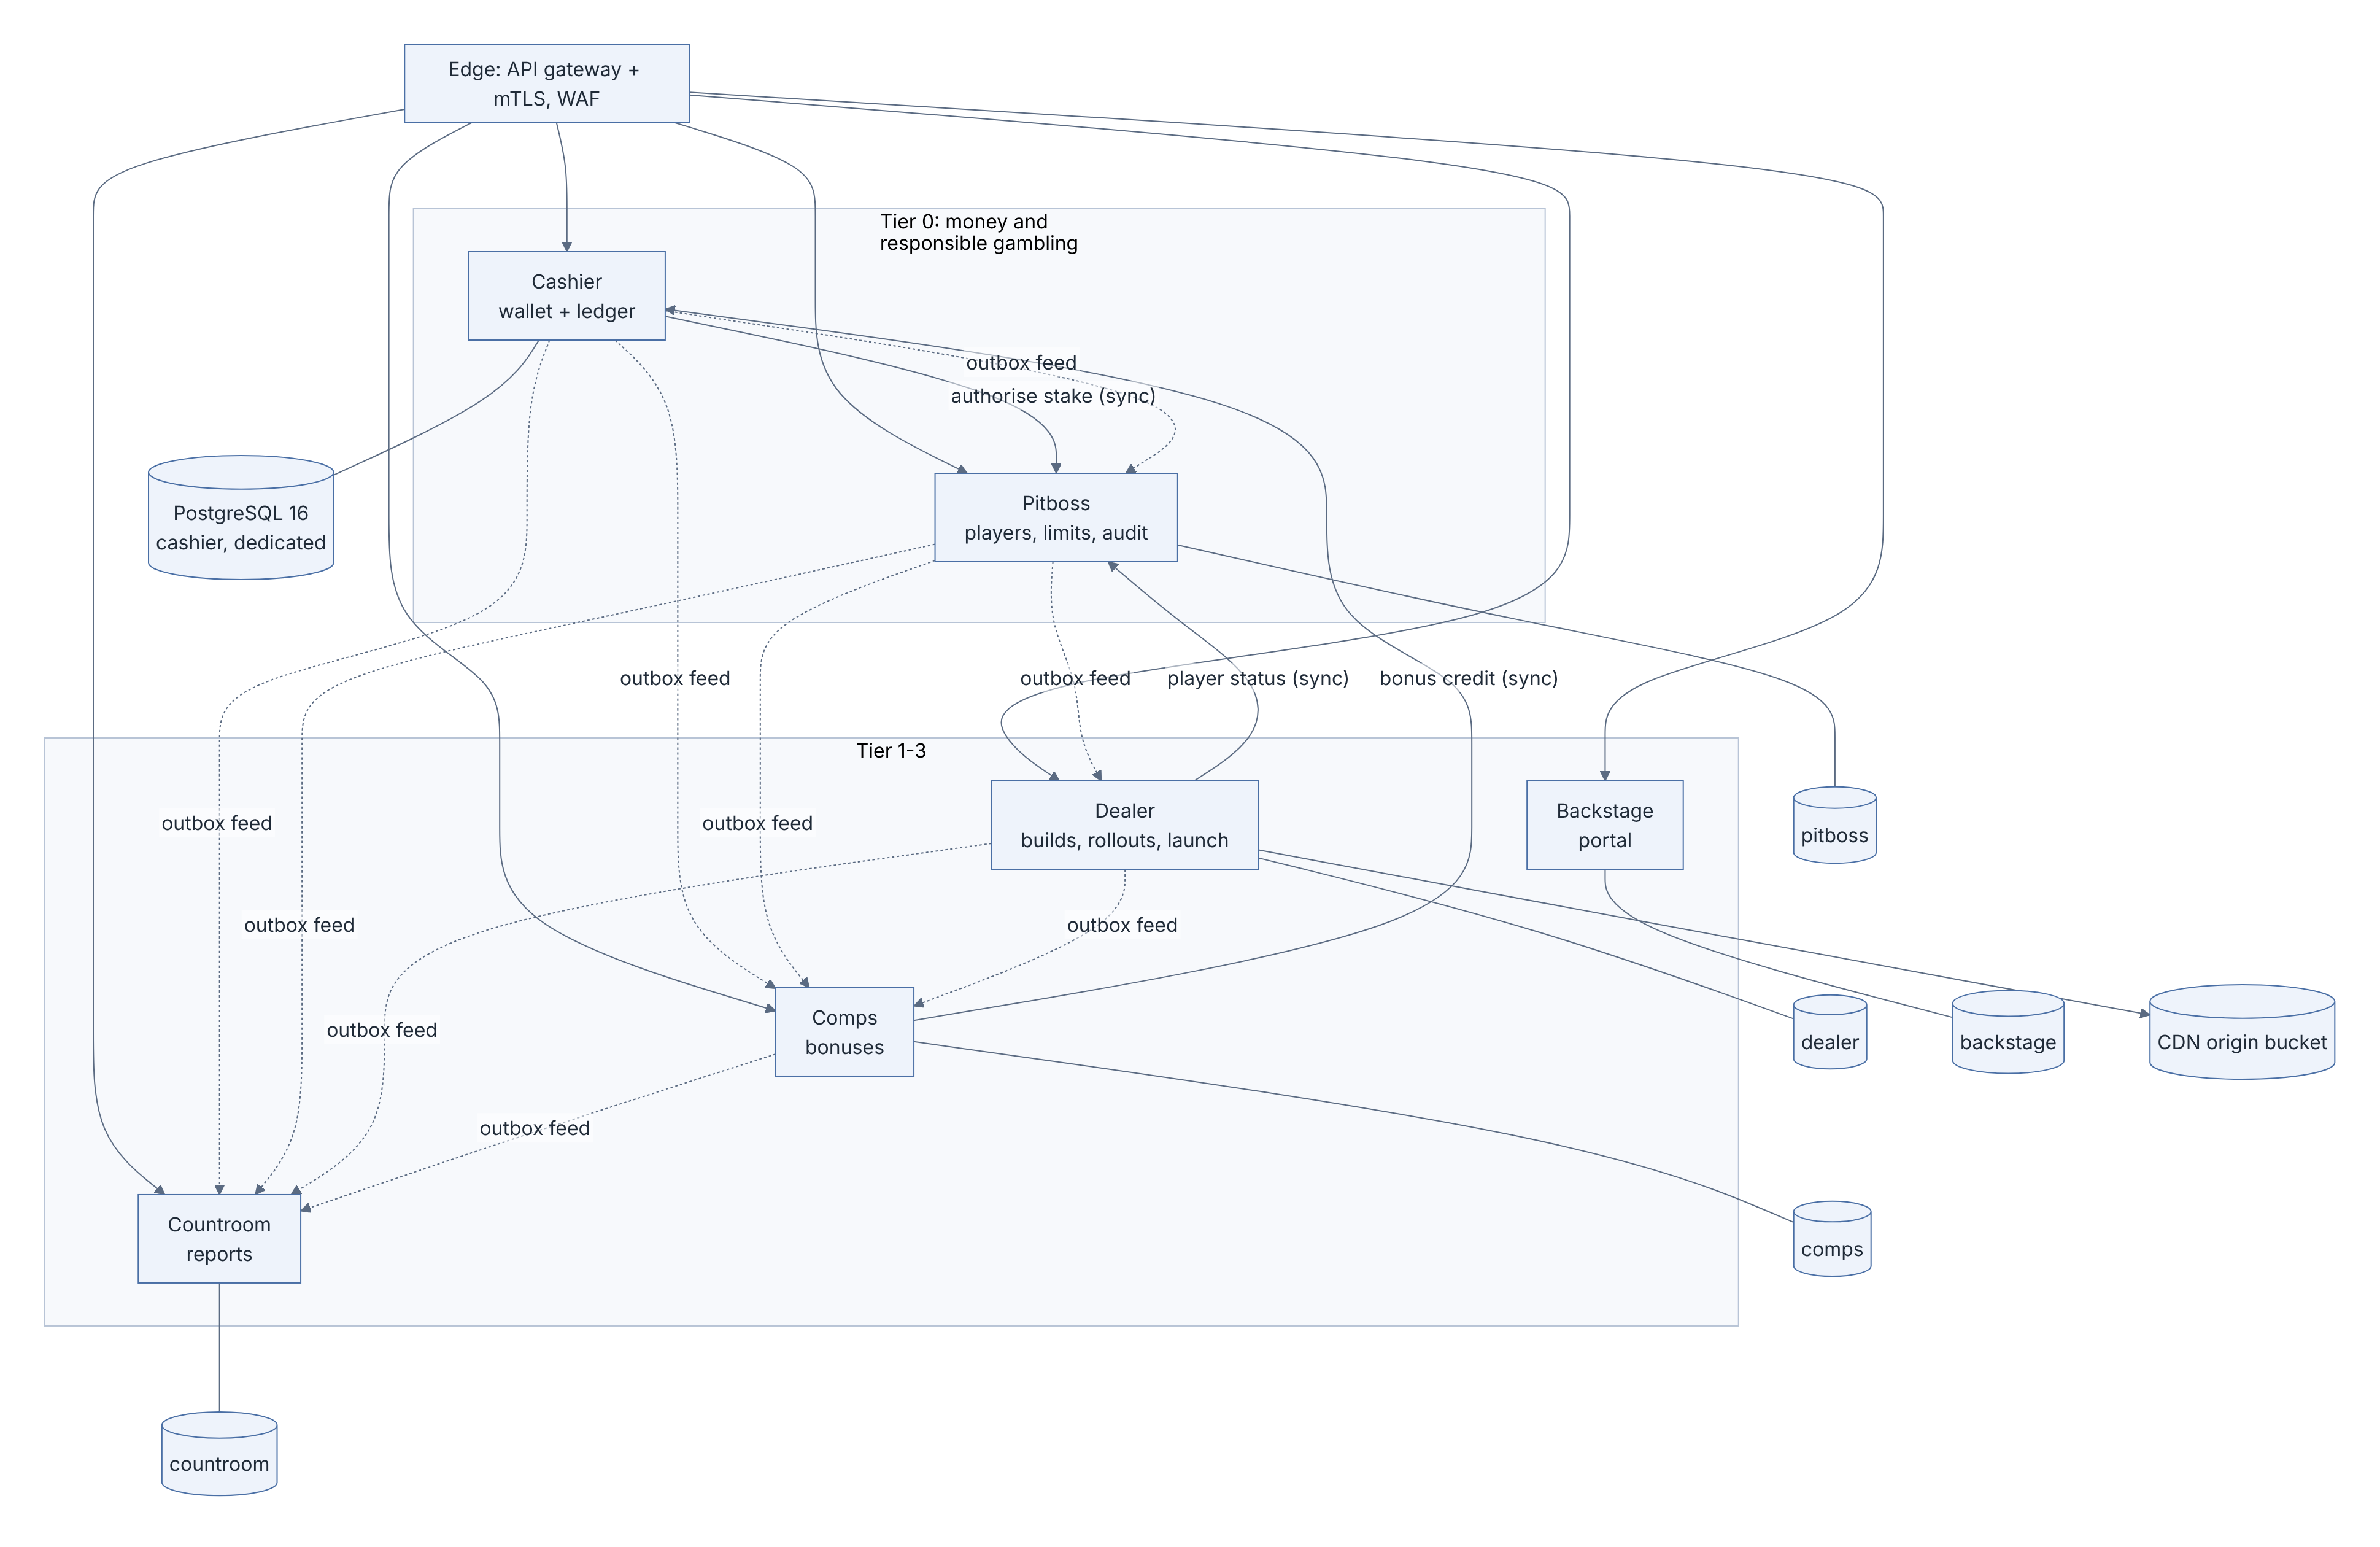 Edge: API gateway +
mTLS, WAF
Tier 0: money and
responsible gambling
Cashier
wallet + ledger
outbox feed
authorise stake (sync)
PostgreSQL 16
cashier, dedicated
Pitboss
players, limits, audit
outbox feed
outbox feed
player status (sync)
bonus credit (sync)
Tier 1-3
outbox feed
outbox feed
Dealer
builds, rollouts, launch
Backstage
portal
pitboss
outbox feed
outbox feed
outbox feed
Comps
bonuses
dealer
backstage
CDN origin bucket
outbox feed
Countroom
reports
comps
countroom